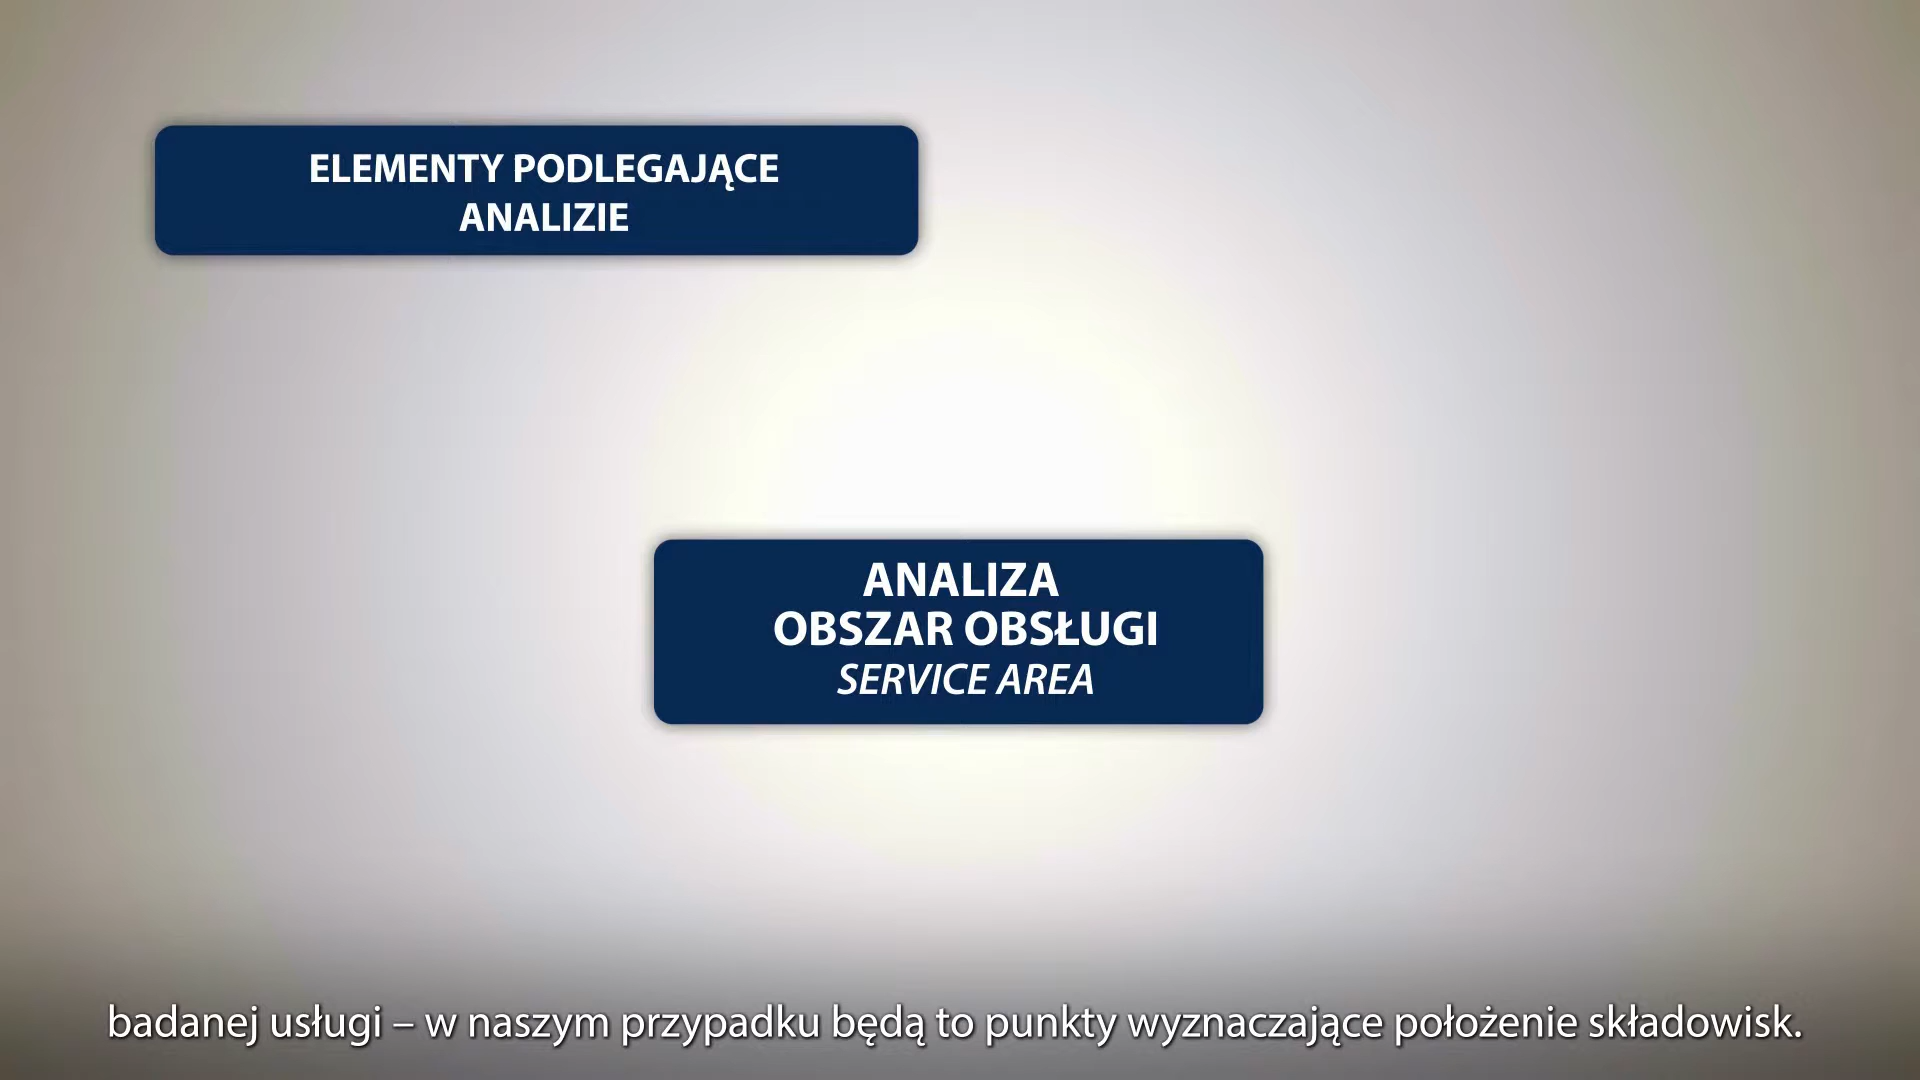 ELEMENTY PODLEGAJĄCE
ANALIZIE
ANALIZA
OBSZAR OBSŁUGI
SERVICE AREA
badanej usługi – w naszym przypadku będą to punkty wyznaczające położenie składowisk.